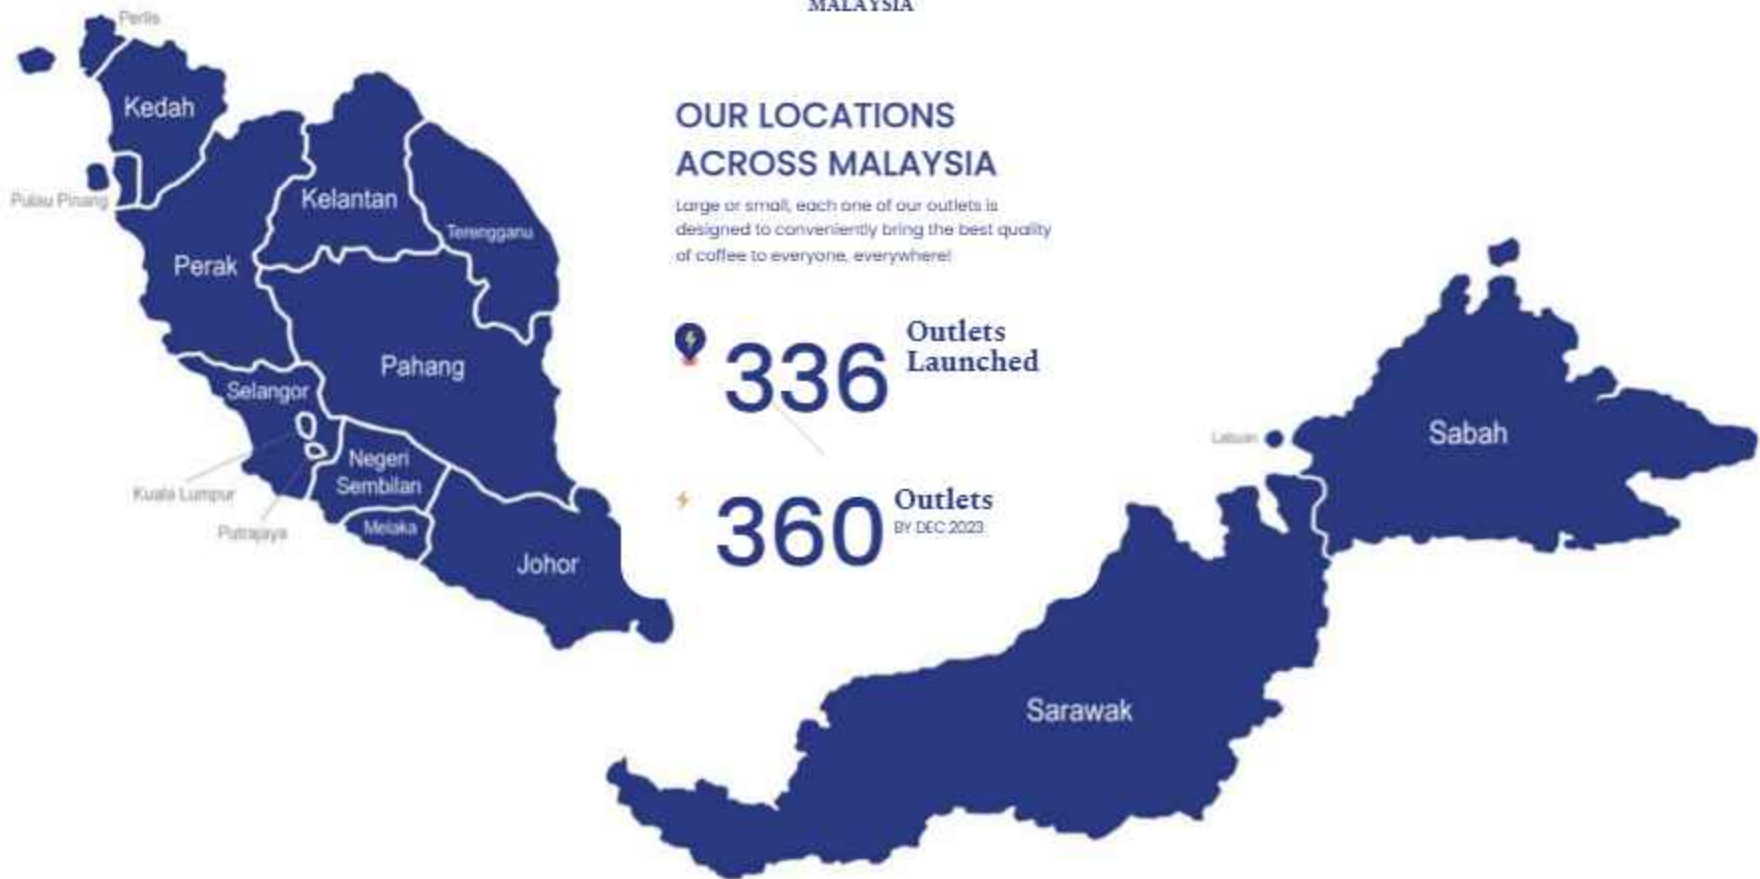 MALAYSIA
Perlis
Kedah
OUR LOCATIONS
ACROSS MALAYSIA
Pulau Pinang
Kelantan
Large or small, each one of our outlets is
designed to conveniently bring the best quality
of coffee to everyone, everywhere!
Terengganu
Perak
336 Outlets
Launched
Pahang
Selangor
Sabah
Labuan
Negeri
Sembilan
Kuala Lumpur
360 Outlets
BY DEC 2023
Putrajaya
Melaka
Johor
Sarawak